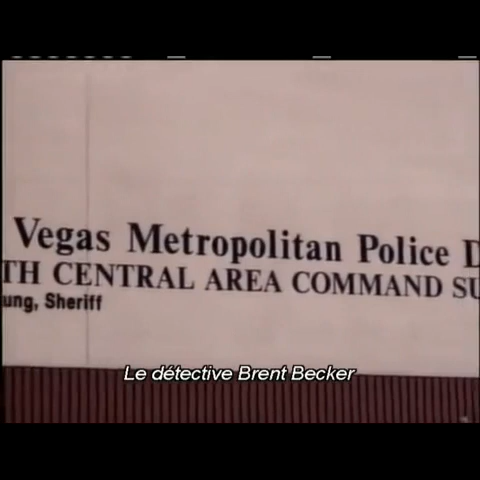 Vegas Metropolitan Police D
TH CENTRAL AREA COMMAND SU
ung, Sheriff
Le détective Brent Becker